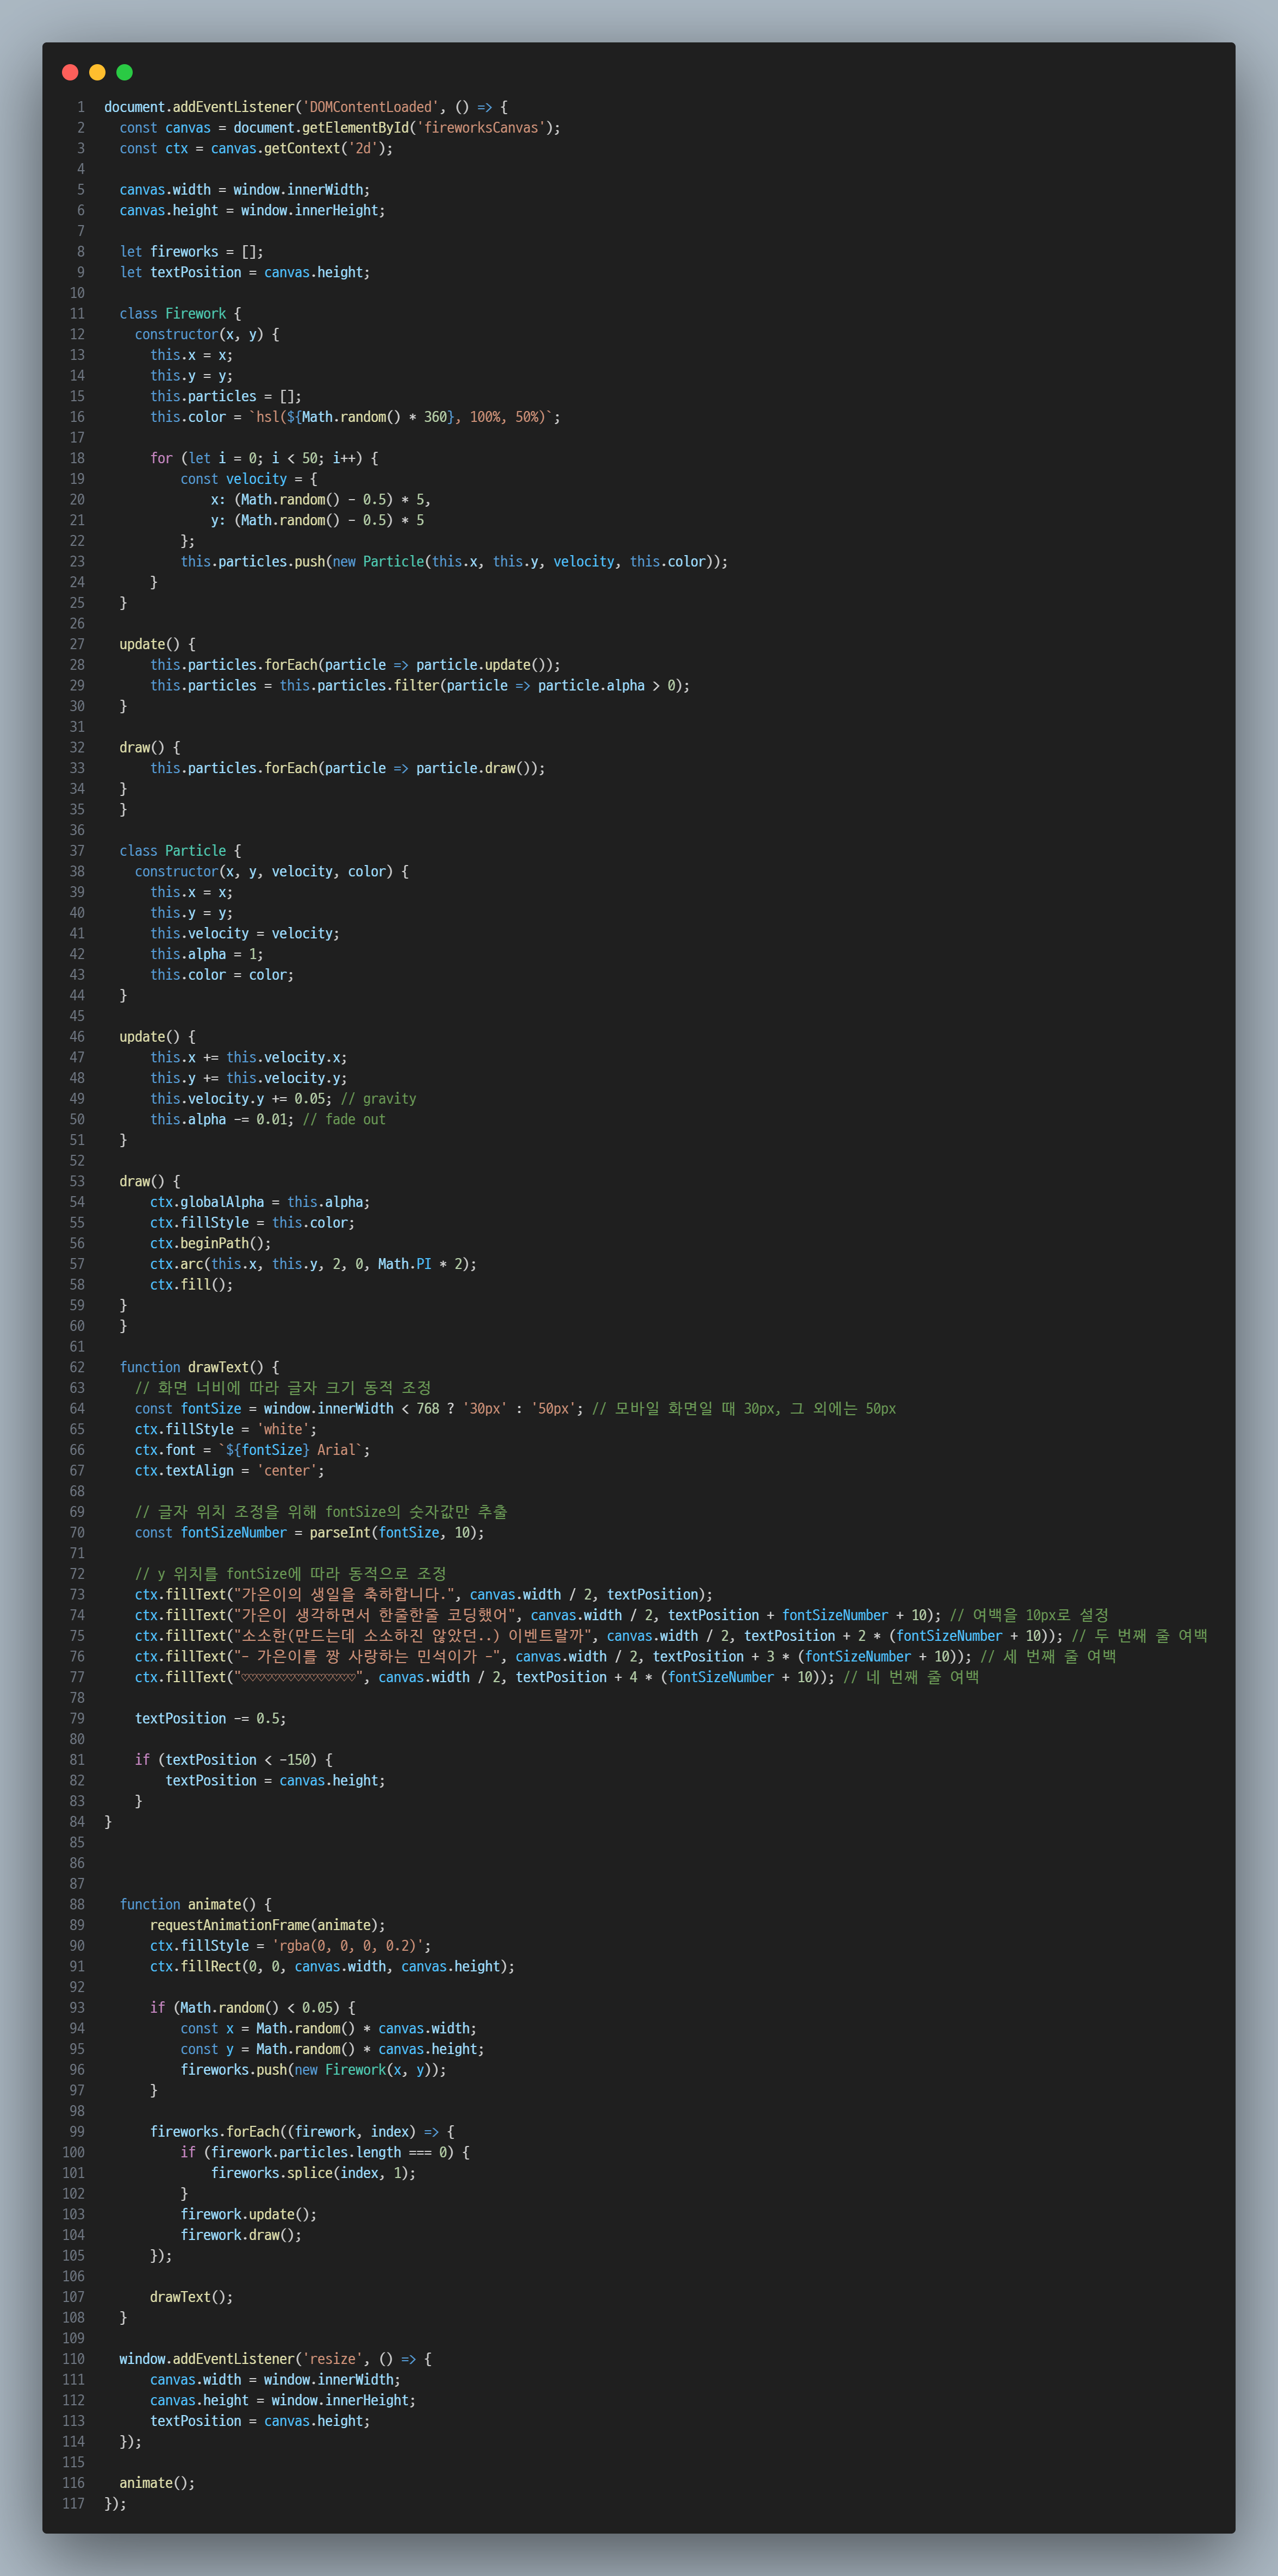 1 document.addEventListener('DOMContentLoaded', () => {
2   const canvas = document.getElementById('fireworksCanvas');
3   const ctx = canvas.getContext('2d');
4
5   canvas.width = window.innerWidth;
6   canvas.height = window.innerHeight;
7
8   let fireworks = [];
9   let textPosition = canvas.height;
10
11   class Firework {
12     constructor(x, y) {
13       this.x = x;
14       this.y = y;
15       this.particles = [];
16       this.color = `hsl(${Math.random() * 360}, 100%, 50%)`;
17
18       for (let i = 0; i < 50; i++) {
19           const velocity = {
20               x: (Math.random() - 0.5) * 5,
21               y: (Math.random() - 0.5) * 5
22           };
23           this.particles.push(new Particle(this.x, this.y, velocity, this.color));
24       }
25   }
26
27   update() {
28       this.particles.forEach(particle => particle.update());
29       this.particles = this.particles.filter(particle => particle.alpha > 0);
30   }
31
32   draw() {
33       this.particles.forEach(particle => particle.draw());
34   }
35   }
36
37   class Particle {
38     constructor(x, y, velocity, color) {
39       this.x = x;
40       this.y = y;
41       this.velocity = velocity;
42       this.alpha = 1;
43       this.color = color;
44   }
45
46   update() {
47       this.x += this.velocity.x;
48       this.y += this.velocity.y;
49       this.velocity.y += 0.05; // gravity
50       this.alpha -= 0.01; // fade out
51   }
52
53   draw() {
54       ctx.globalAlpha = this.alpha;
55       ctx.fillStyle = this.color;
56       ctx.beginPath();
57       ctx.arc(this.x, this.y, 2, 0, Math.PI * 2);
58       ctx.fill();
59   }
60   }
61
62   function drawText() {
63     // 화면 너비에 따라 글자 크기 동적 조정
64     const fontSize = window.innerWidth < 768 ? '30px' : '50px'; // 모바일 화면일 때 30px, 그 외에는 50px
65     ctx.fillStyle = 'white';
66     ctx.font = `${fontSize} Arial`;
67     ctx.textAlign = 'center';
68
69     // 글자 위치 조정을 위해 fontSize의 숫자값만 추출
70     const fontSizeNumber = parseInt(fontSize, 10);
71
72     // y 위치를 fontSize에 따라 동적으로 조정
73     ctx.fillText("가은이의 생일을 축하합니다.", canvas.width / 2, textPosition);
74     ctx.fillText("가은이 생각하면서 한줄한줄 코딩했어", canvas.width / 2, textPosition + fontSizeNumber + 10); // 여백을 10px로 설정
75     ctx.fillText("소소한(만드는데 소소하진 않았던..) 이벤트랄까", canvas.width / 2, textPosition + 2 * (fontSizeNumber + 10)); // 두 번째 줄 여백
76     ctx.fillText("- 가은이를 짱 사랑하는 민석이가 -", canvas.width / 2, textPosition + 3 * (fontSizeNumber + 10)); // 세 번째 줄 여백
77     ctx.fillText("♡♡♡♡♡♡♡♡♡♡♡♡♡♡♡", canvas.width / 2, textPosition + 4 * (fontSizeNumber + 10)); // 네 번째 줄 여백
78
79     textPosition -= 0.5;
80
81     if (textPosition < -150) {
82         textPosition = canvas.height;
83     }
84 }
85
86
87
88   function animate() {
89       requestAnimationFrame(animate);
90       ctx.fillStyle = 'rgba(0, 0, 0, 0.2)';
91       ctx.fillRect(0, 0, canvas.width, canvas.height);
92
93       if (Math.random() < 0.05) {
94           const x = Math.random() * canvas.width;
95           const y = Math.random() * canvas.height;
96           fireworks.push(new Firework(x, y));
97       }
98
99       fireworks.forEach((firework, index) => {
100           if (firework.particles.length === 0) {
101               fireworks.splice(index, 1);
102           }
103           firework.update();
104           firework.draw();
105       });
106
107       drawText();
108   }
109
110   window.addEventListener('resize', () => {
111       canvas.width = window.innerWidth;
112       canvas.height = window.innerHeight;
113       textPosition = canvas.height;
114   });
115
116   animate();
117 });